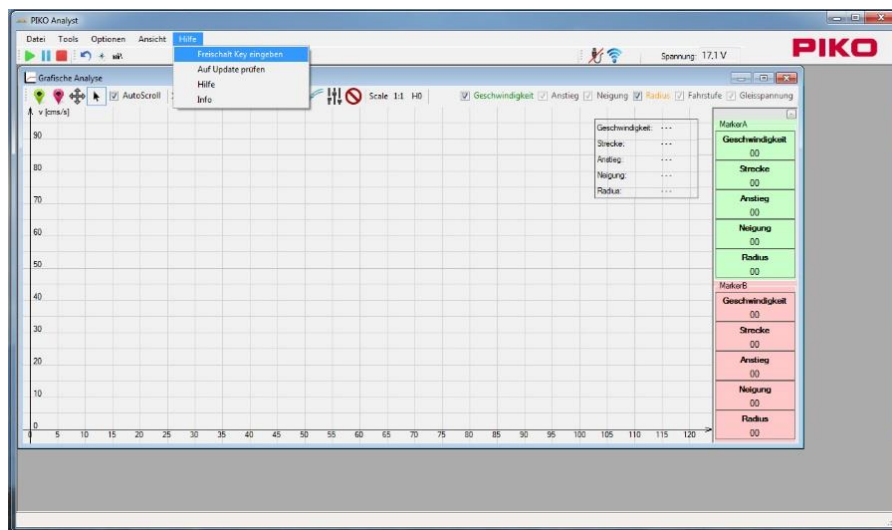 PIKO Analyst
Datei Tools Optionen Ansicht Hilfe
Freischalt Key eingeben
Auf Update prüfen
Hilfe
Info
Spannung: 17.1 V
PIKO
Grafische Analyse
AutoScroll
Scale 1:1 H0
Geschwindigkeit Anstieg Neigung Radius Fahrstufe Gleisspannung
v [cms/s]
90
80
70
60
50
40
30
20
10
0
0 5 10 15 20 25 30 35 40 45 50 55 60 65 70 75 80 85 90 95 100 105 110 115 120
Geschwindigkeit: ---
Strecke: ---
Anstieg: ---
Neigung: ---
Radius: ---
MarkerA
Geschwindigkeit
00
Strecke
00
Anstieg
00
Neigung
00
Radius
00
MarkerB
Geschwindigkeit
00
Strecke
00
Anstieg
00
Neigung
00
Radius
00